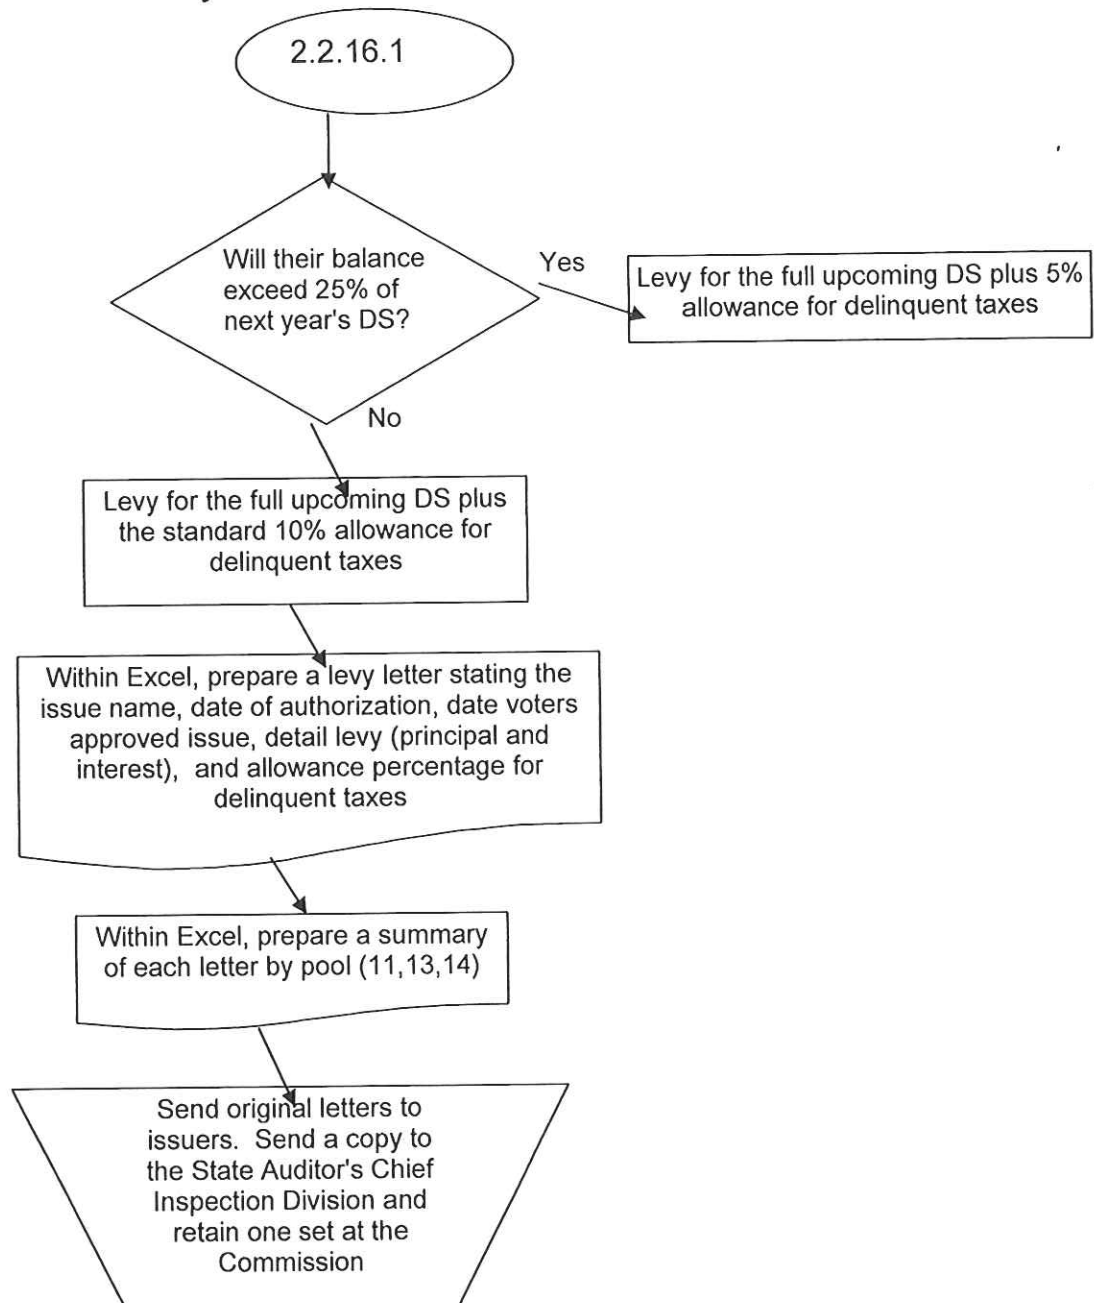 2.2.16.1
Will their balance
exceed 25% of
next year's DS?
Yes
Levy for the full upcoming DS plus 5%
allowance for delinquent taxes
No
Levy for the full upcoming DS plus
the standard 10% allowance for
delinquent taxes
Within Excel, prepare a levy letter stating the
issue name, date of authorization, date voters
approved issue, detail levy (principal and
interest),  and allowance percentage for
delinquent taxes
Within Excel, prepare a summary
of each letter by pool (11,13,14)
Send original letters to
issuers.  Send a copy to
the State Auditor's Chief
Inspection Division and
retain one set at the
Commission